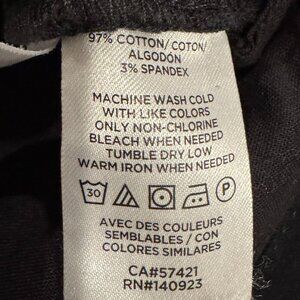 97% COTTON/COTON/
ALGODÓN
3% SPANDEX
MACHINE WASH COLD
WITH LIKE COLORS
ONLY NON-CHLORINE
BLEACH WHEN NEEDED
TUMBLE DRY LOW
WARM IRON WHEN NEEDED
30 P
AVEC DES COULEURS
SEMBLABLES / CON
COLORES SIMILARES
CA#57421
RN#140923